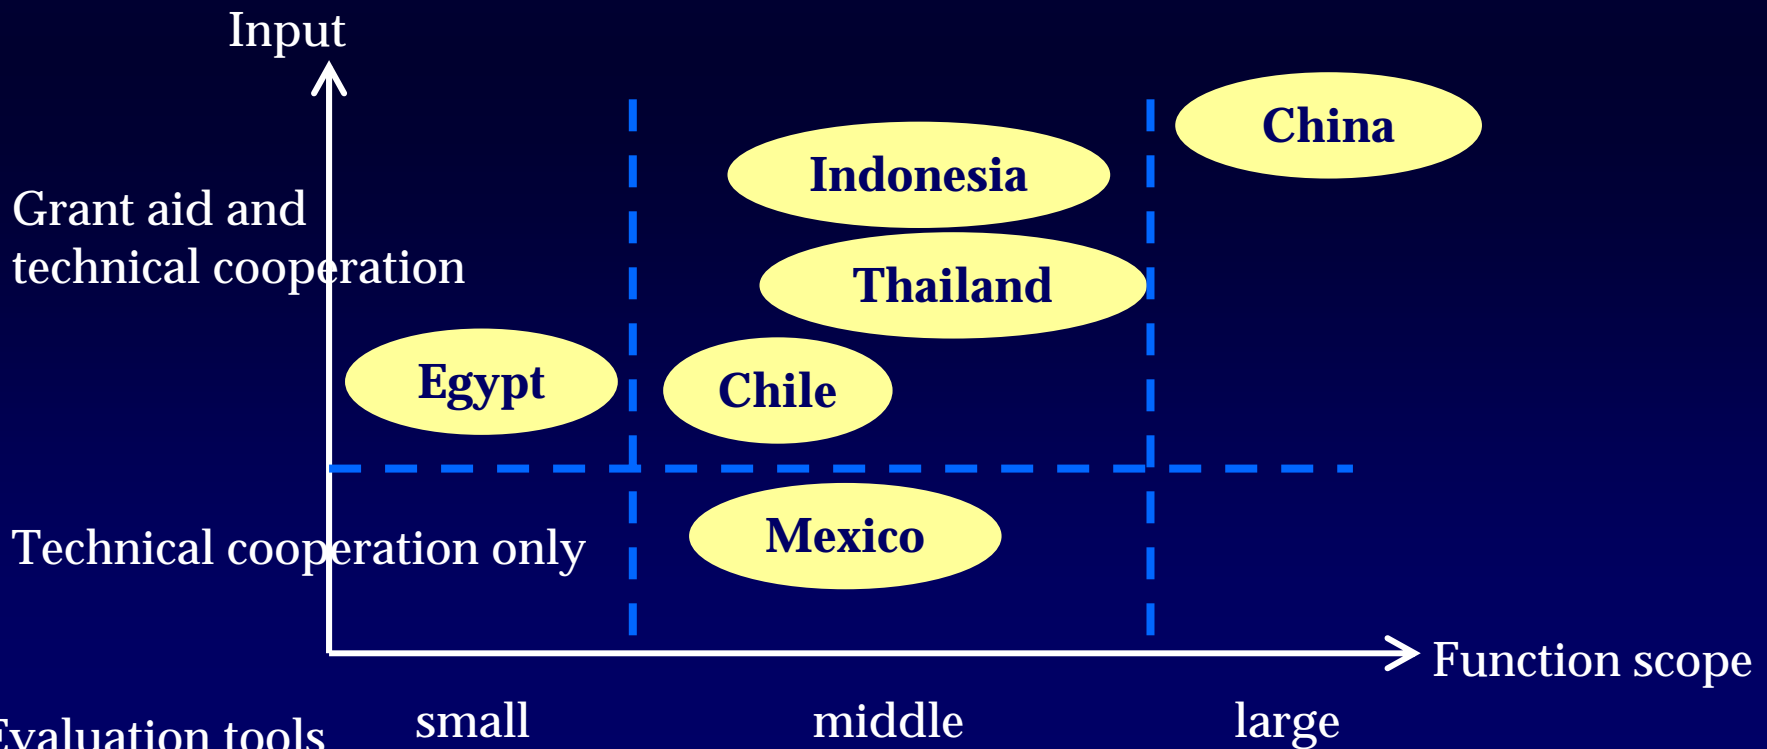 Input
China
Indonesia
Grant aid and
technical cooperation
Thailand
Egypt
Chile
Technical cooperation only
Mexico
Function scope
small
middle
large
Evaluation tools